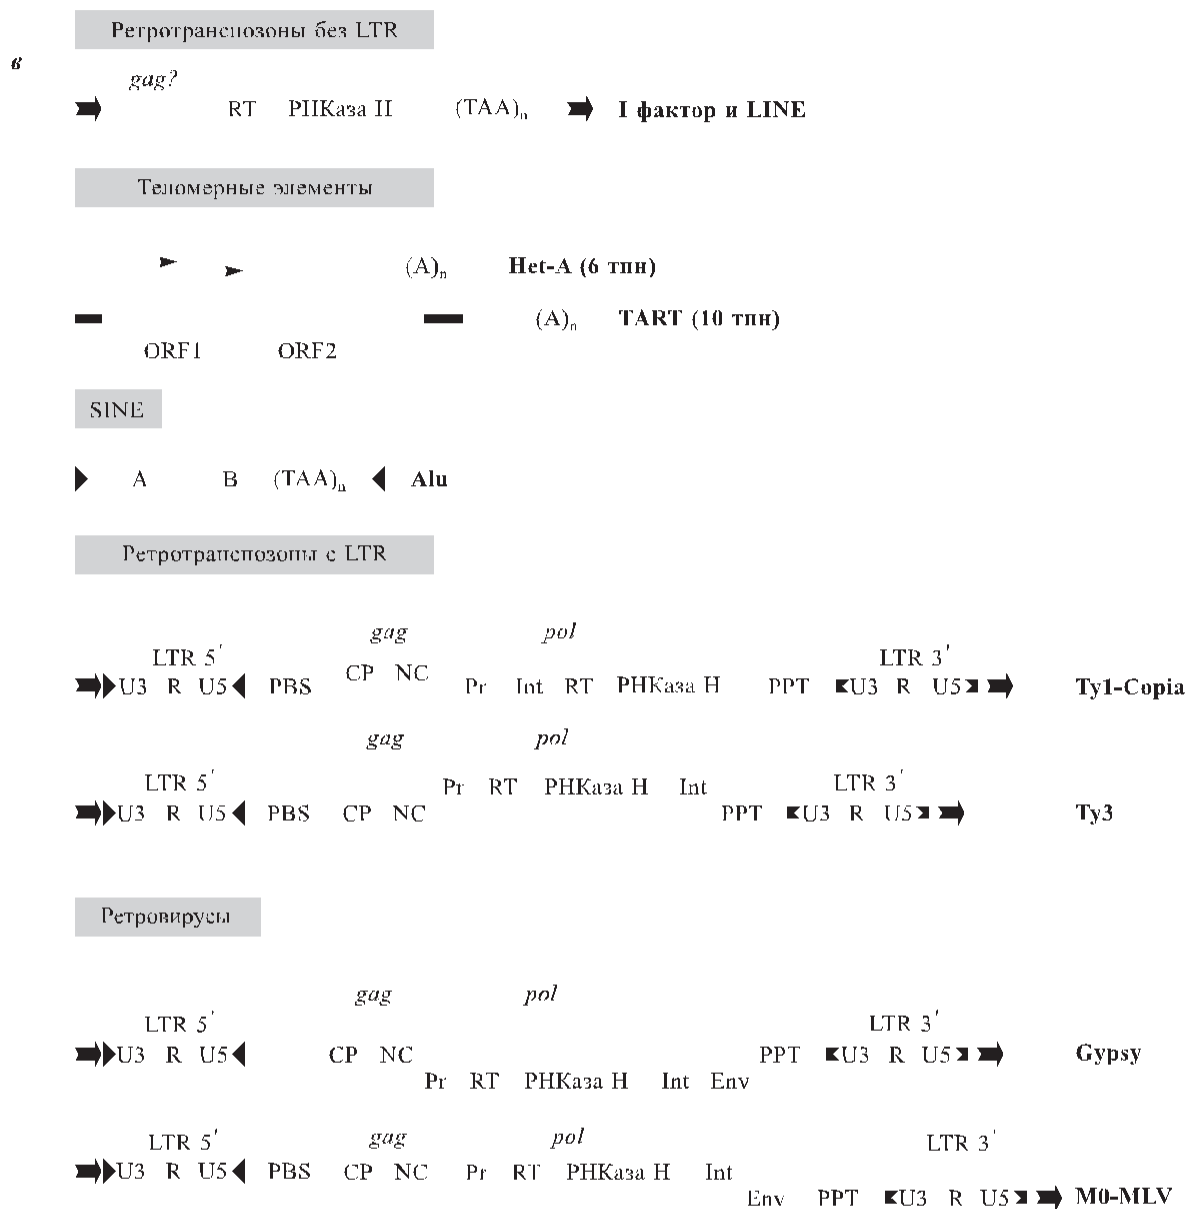 Ретротранспозоны без LTR
в
gag?
RT РНКаза H (TAA)n I фактор и LINE
Теломерные элементы
(A)n Het-A (6 тпн)
(A)n TART (10 тпн)
ORF1 ORF2
SINE
A B (TAA)n Alu
Ретротранспозоны с LTR
gag pol
LTR 5' LTR 3'
CP NC
U3 R U5 PBS Pr Int RT РНКаза H PPT U3 R U5 Ty1-Copia
gag pol
LTR 5' Pr RT РНКаза H Int LTR 3'
U3 R U5 PBS CP NC PPT U3 R U5 Ty3
Ретровирусы
gag pol
LTR 5' LTR 3'
U3 R U5 CP NC PPT U3 R U5 Gypsy
Pr RT РНКаза H Int Env
LTR 5' gag pol LTR 3'
U3 R U5 PBS CP NC Pr RT РНКаза H Int
Env PPT U3 R U5 M0-MLV